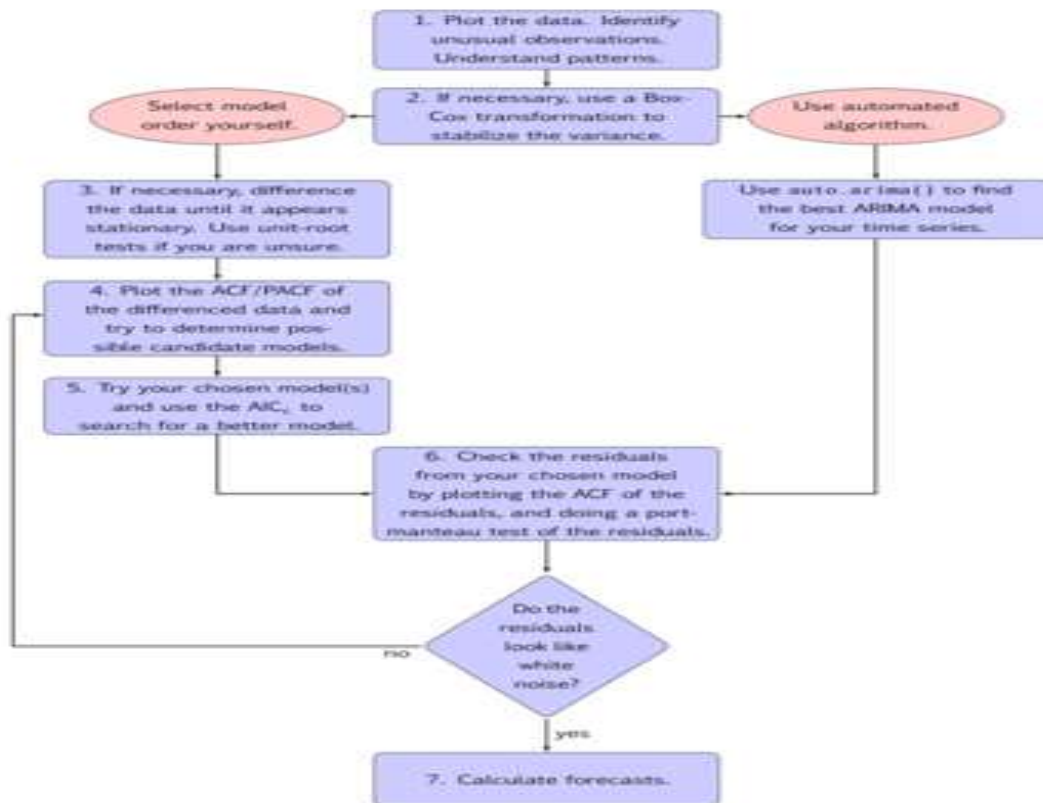 1. Plot the data. Identify
unusual observations.
Understand patterns.
Select model
order yourself.
2. If necessary, use a Box-
Cox transformation to
stabilize the variance.
Use automated
algorithm.
3. If necessary, difference
the data until it appears
stationary. Use unit-root
tests if you are unsure.
Use auto.arima() to find
the best ARIMA model
for your time series.
4. Plot the ACF/PACF of
the differenced data and
try to determine pos-
sible candidate models.
5. Try your chosen model(s)
and use the AICc to
search for a better model.
6. Check the residuals
from your chosen model
by plotting the ACF of the
residuals, and doing a port-
manteau test of the residuals.
Do the
residuals
look like
white
noise?
no
yes
7. Calculate forecasts.